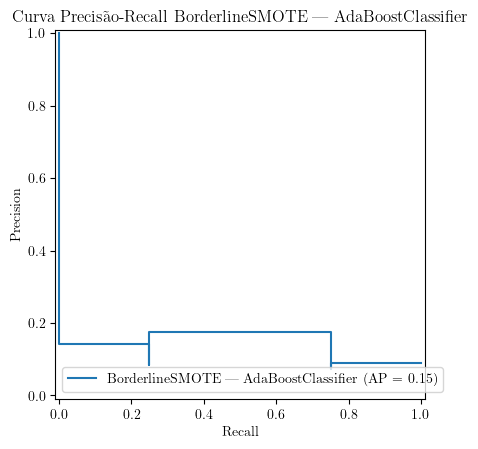 Curva Precisão-Recall BorderlineSMOTE — AdaBoostClassifier
1.0
0.8
0.6
0.4
0.2
0.0
Precision
BorderlineSMOTE — AdaBoostClassifier (AP = 0.15)
0.0 0.2 0.4 0.6 0.8 1.0
Recall